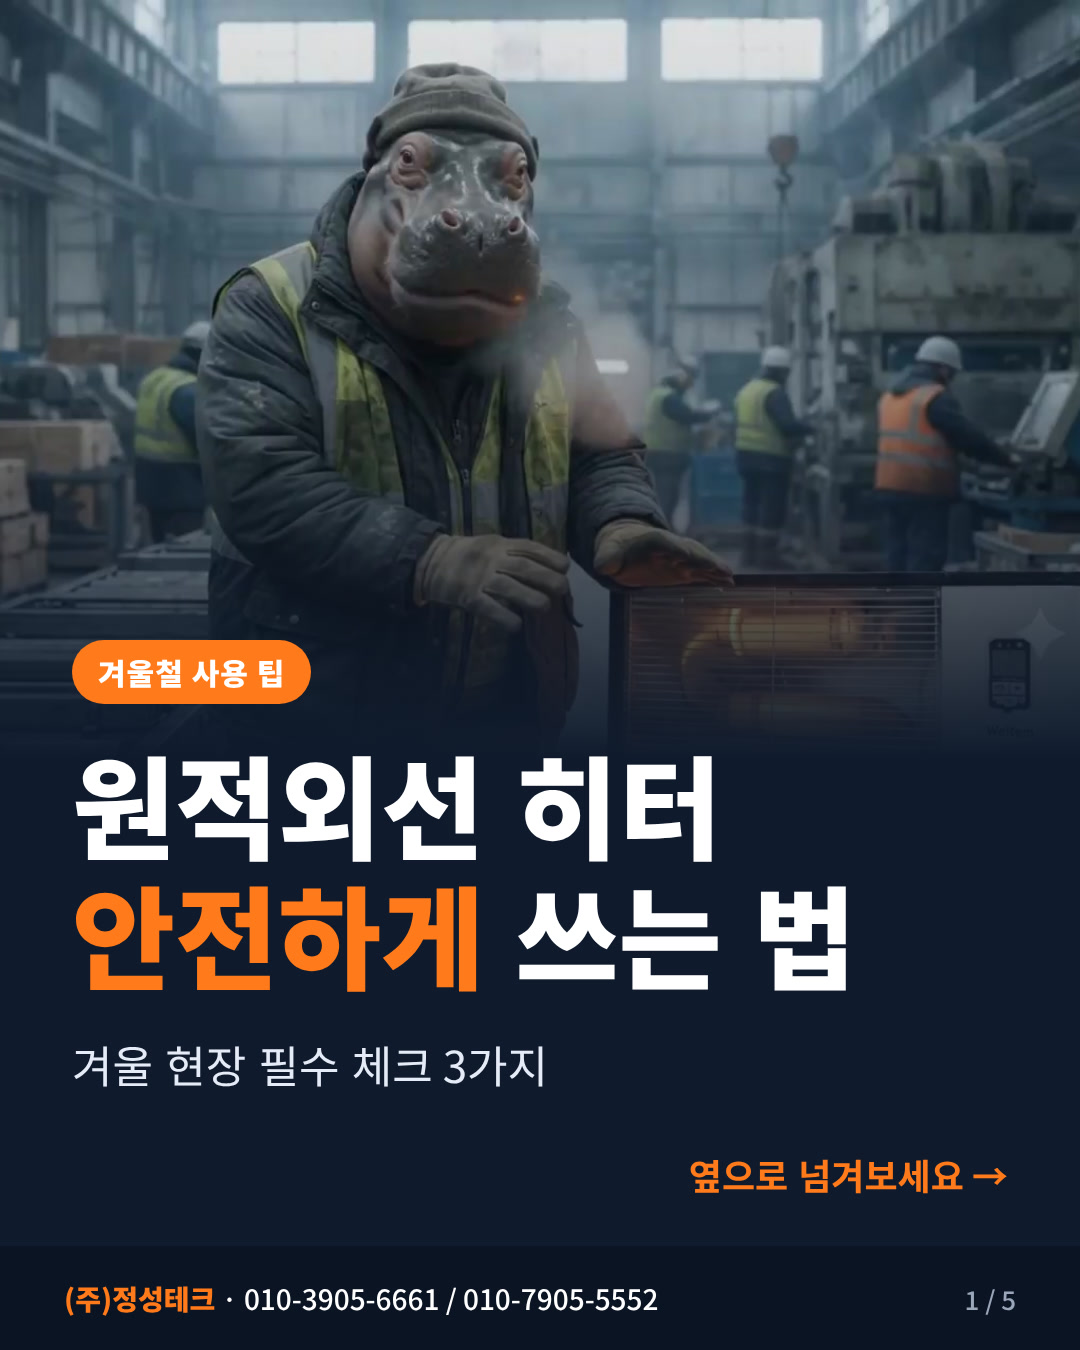 겨울철 사용 팁
원적외선 히터
안전하게 쓰는 법
겨울 현장 필수 체크 3가지
옆으로 넘겨보세요 →
(주)정성테크 · 010-3905-6661 / 010-7905-5552
1 / 5